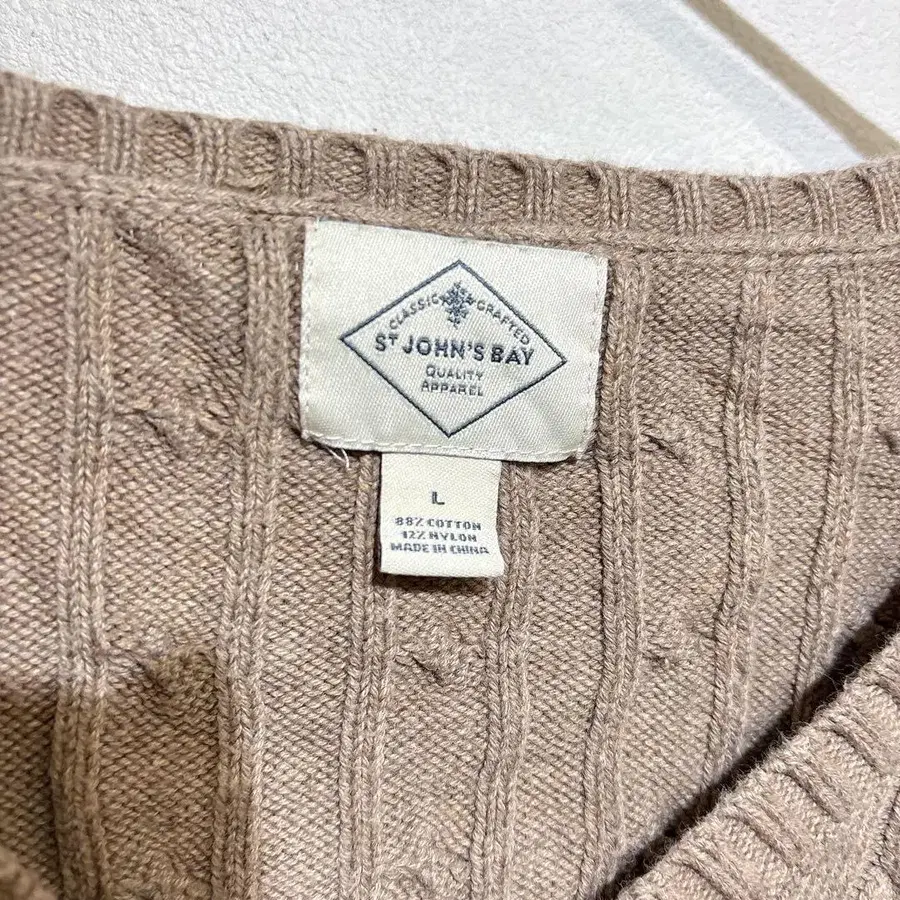 CLASSIC CRAFTED
ST JOHN'S BAY
QUALITY
APPAREL
L
88% COTTON
12% NYLON
MADE IN CHINA